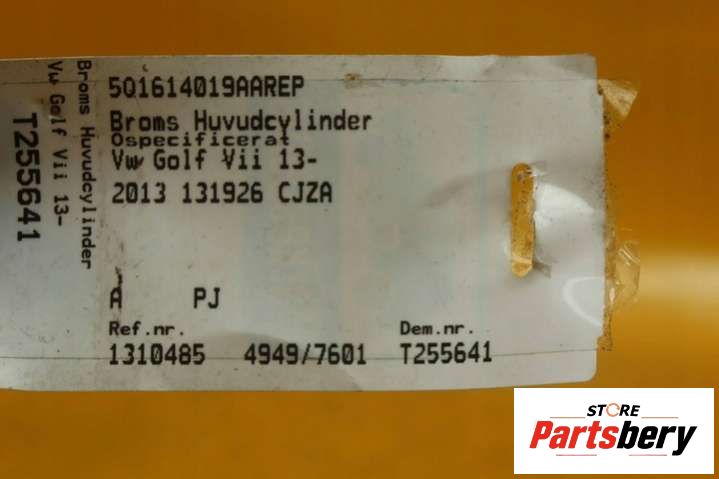 5Q1614019AAREP
Broms Huvudcylinder
Ospecificerat
Vw Golf Vii 13-
2013 131926 CJZA
A PJ
Ref.nr. Dem.nr.
1310485 4949/7601 T255641
Broms Huvudcylinder
Vw Golf Vii 13-
T255641
STORE
Partsbery